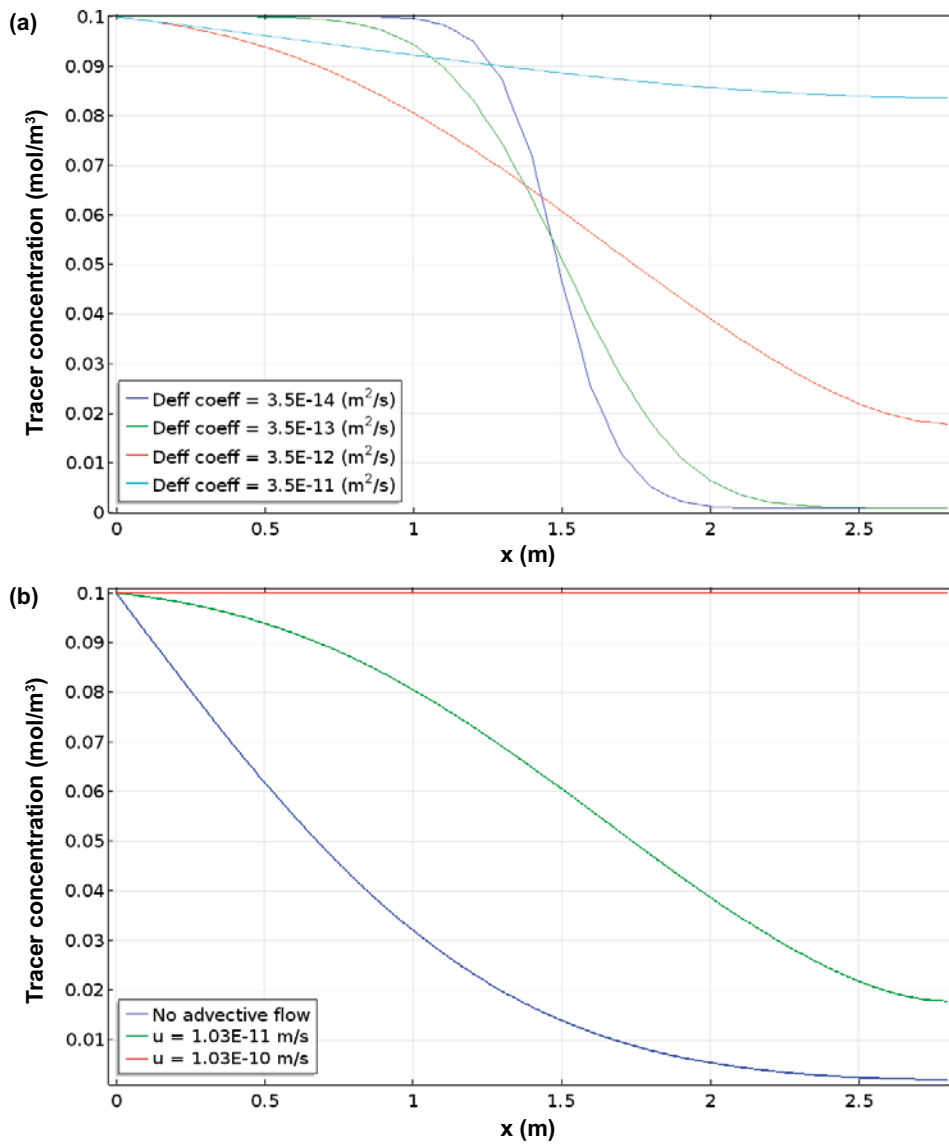 (a)
Tracer concentration (mol/m³)
0.1
0.09
0.08
0.07
0.06
0.05
0.04
0.03
0.02
0.01
0
Deff coeff = 3.5E-14 (m²/s)
Deff coeff = 3.5E-13 (m²/s)
Deff coeff = 3.5E-12 (m²/s)
Deff coeff = 3.5E-11 (m²/s)
0 0.5 1 1.5 2 2.5
x (m)
(b)
Tracer concentration (mol/m³)
0.1
0.09
0.08
0.07
0.06
0.05
0.04
0.03
0.02
0.01
No advective flow
u = 1.03E-11 m/s
u = 1.03E-10 m/s
0 0.5 1 1.5 2 2.5
x (m)